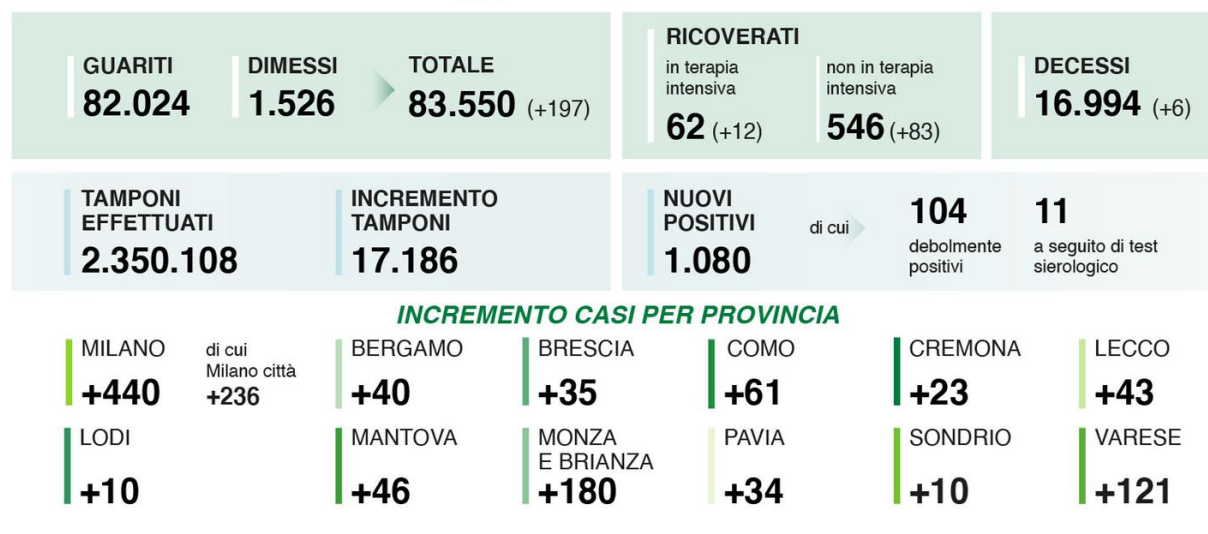 GUARITI
82.024
DIMESSI
1.526
TOTALE
83.550 (+197)
RICOVERATI
in terapia
intensiva
62 (+12)
non in terapia
intensiva
546 (+83)
DECESSI
16.994 (+6)
TAMPONI
EFFETTUATI
2.350.108
INCREMENTO
TAMPONI
17.186
NUOVI
POSITIVI
1.080
di cui
104
debolmente
positivi
11
a seguito di test
sierologico
INCREMENTO CASI PER PROVINCIA
MILANO
+440
di cui
Milano città
+236
BERGAMO
+40
BRESCIA
+35
COMO
+61
CREMONA
+23
LECCO
+43
LODI
+10
MANTOVA
+46
MONZA
E BRIANZA
+180
PAVIA
+34
SONDRIO
+10
VARESE
+121